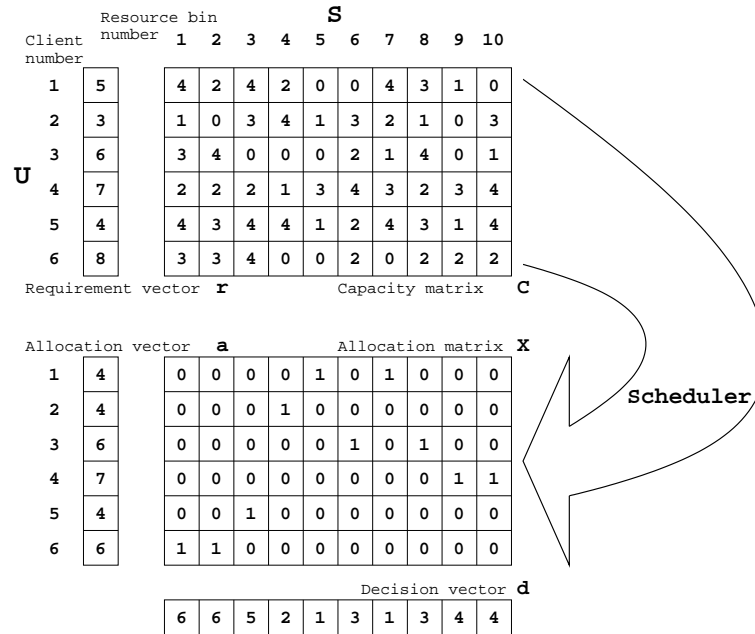 Resource bin S
Client number 1 2 3 4 5 6 7 8 9 10
number
1 5 4 2 4 2 0 0 4 3 1 0
2 3 1 0 3 4 1 3 2 1 0 3
3 6 3 4 0 0 0 2 1 4 0 1
U 4 7 2 2 2 1 3 4 3 2 3 4
5 4 4 3 4 4 1 2 4 3 1 4
6 8 3 3 4 0 0 2 0 2 2 2
Requirement vector r Capacity matrix C
Allocation vector a Allocation matrix X
1 4 0 0 0 0 1 0 1 0 0 0
Scheduler
2 4 0 0 0 1 0 0 0 0 0 0
3 6 0 0 0 0 0 1 0 1 0 0
4 7 0 0 0 0 0 0 0 0 1 1
5 4 0 0 1 0 0 0 0 0 0 0
6 6 1 1 0 0 0 0 0 0 0 0
Decision vector d
6 6 5 2 1 3 1 3 4 4